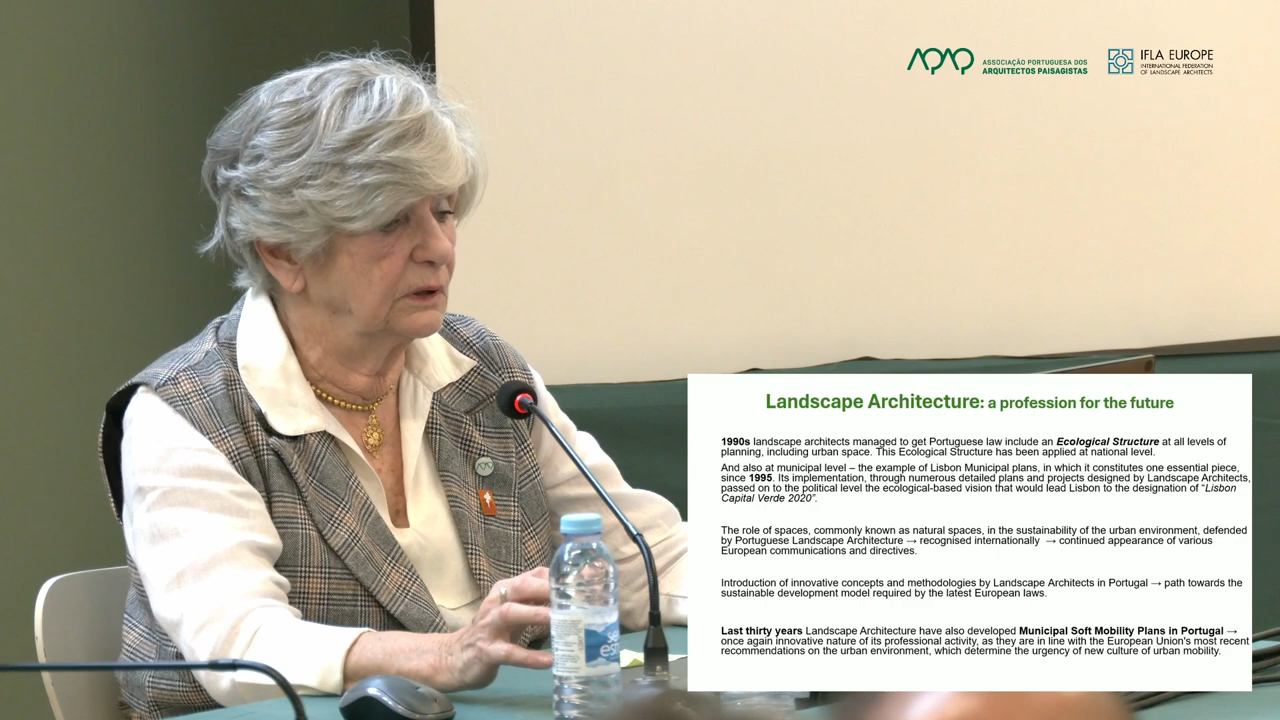 ASSOCIAÇÃO PORTUGUESA DOS
ARQUITECTOS PAISAGISTAS
IFLA EUROPE
INTERNATIONAL FEDERATION
OF LANDSCAPE ARCHITECTS
Landscape Architecture: a profession for the future
1990s landscape architects managed to get Portuguese law include an Ecological Structure at all levels of
planning, including urban space. This Ecological Structure has been applied at national level.
And also at municipal level – the example of Lisbon Municipal plans, in which it constitutes one essential piece,
since 1995. Its implementation, through numerous detailed plans and projects designed by Landscape Architects,
passed on to the political level the ecological-based vision that would lead Lisbon to the designation of “Lisbon
Capital Verde 2020”.
The role of spaces, commonly known as natural spaces, in the sustainability of the urban environment, defended
by Portuguese Landscape Architecture → recognised internationally → continued appearance of various
European communications and directives.
Introduction of innovative concepts and methodologies by Landscape Architects in Portugal → path towards the
sustainable development model required by the latest European laws.
Last thirty years Landscape Architecture have also developed Municipal Soft Mobility Plans in Portugal →
once again innovative nature of its professional activity, as they are in line with the European Union's most recent
recommendations on the urban environment, which determine the urgency of new culture of urban mobility.